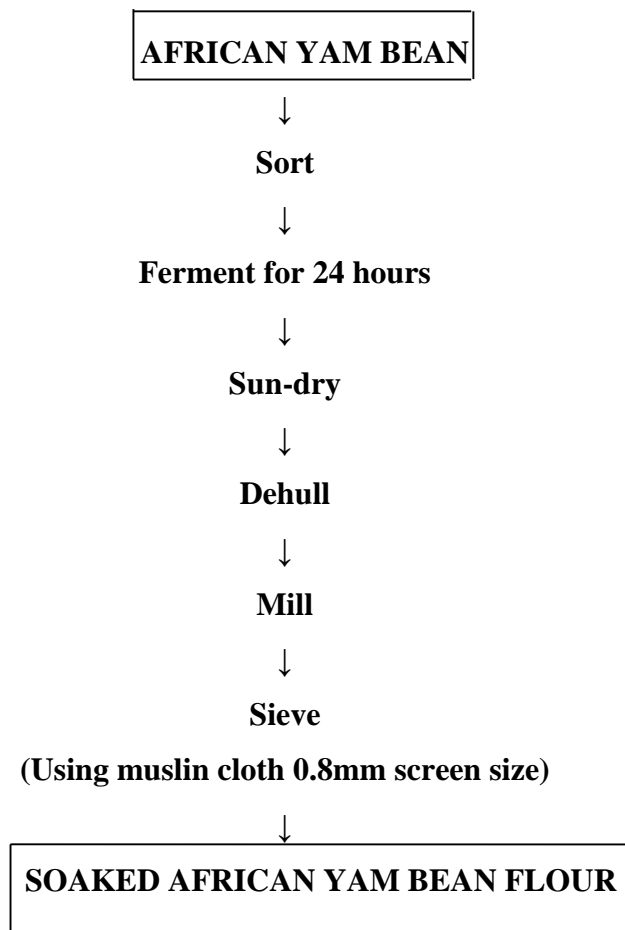 AFRICAN YAM BEAN
↓
Sort
↓
Ferment for 24 hours
↓
Sun-dry
↓
Dehull
↓
Mill
↓
Sieve
(Using muslin cloth 0.8mm screen size)
↓
SOAKED AFRICAN YAM BEAN FLOUR